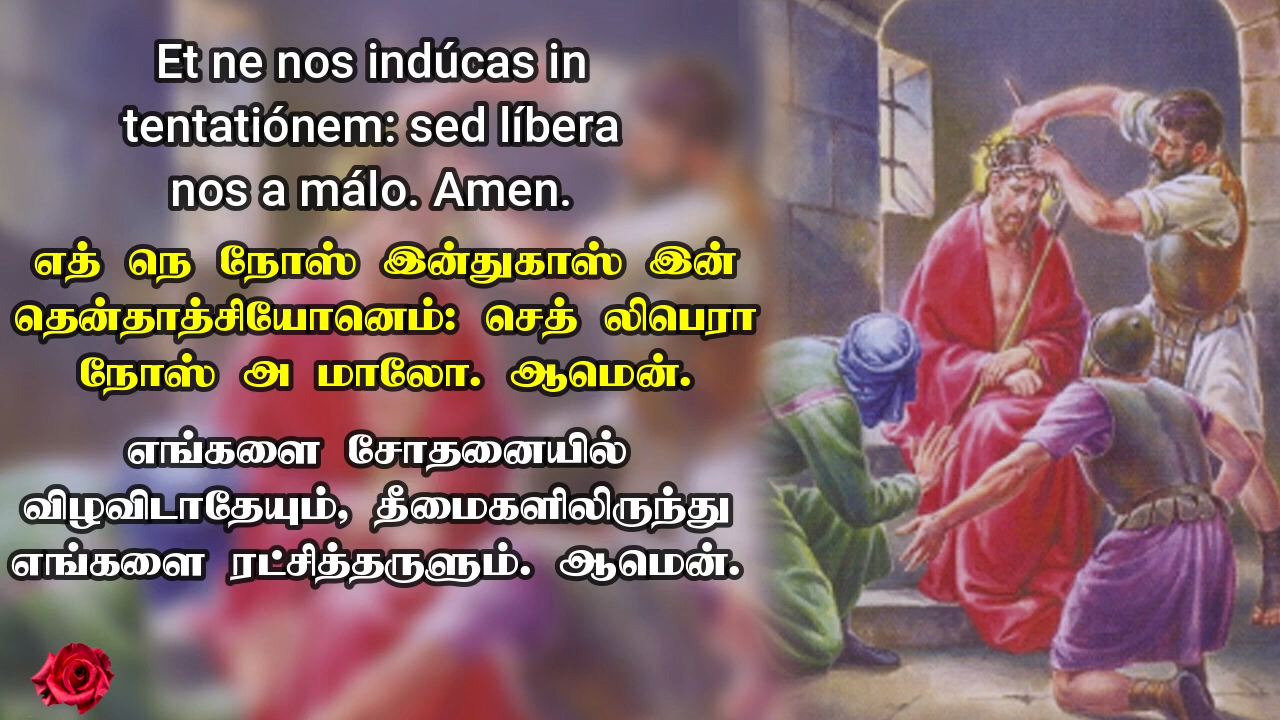 Et ne nos indúcas in
tentatiónem: sed líbera
nos a málo. Amen.
எத் நெ நோஸ் இன்துகாஸ் இன்
தென்தாத்சியோனெம்: செத் லிபெரா
நோஸ் அ மாலோ. ஆமென்.
எங்களை சோதனையில்
விழவிடாதேயும், தீமைகளிலிருந்து
எங்களை ரட்சித்தருளும். ஆமென்.